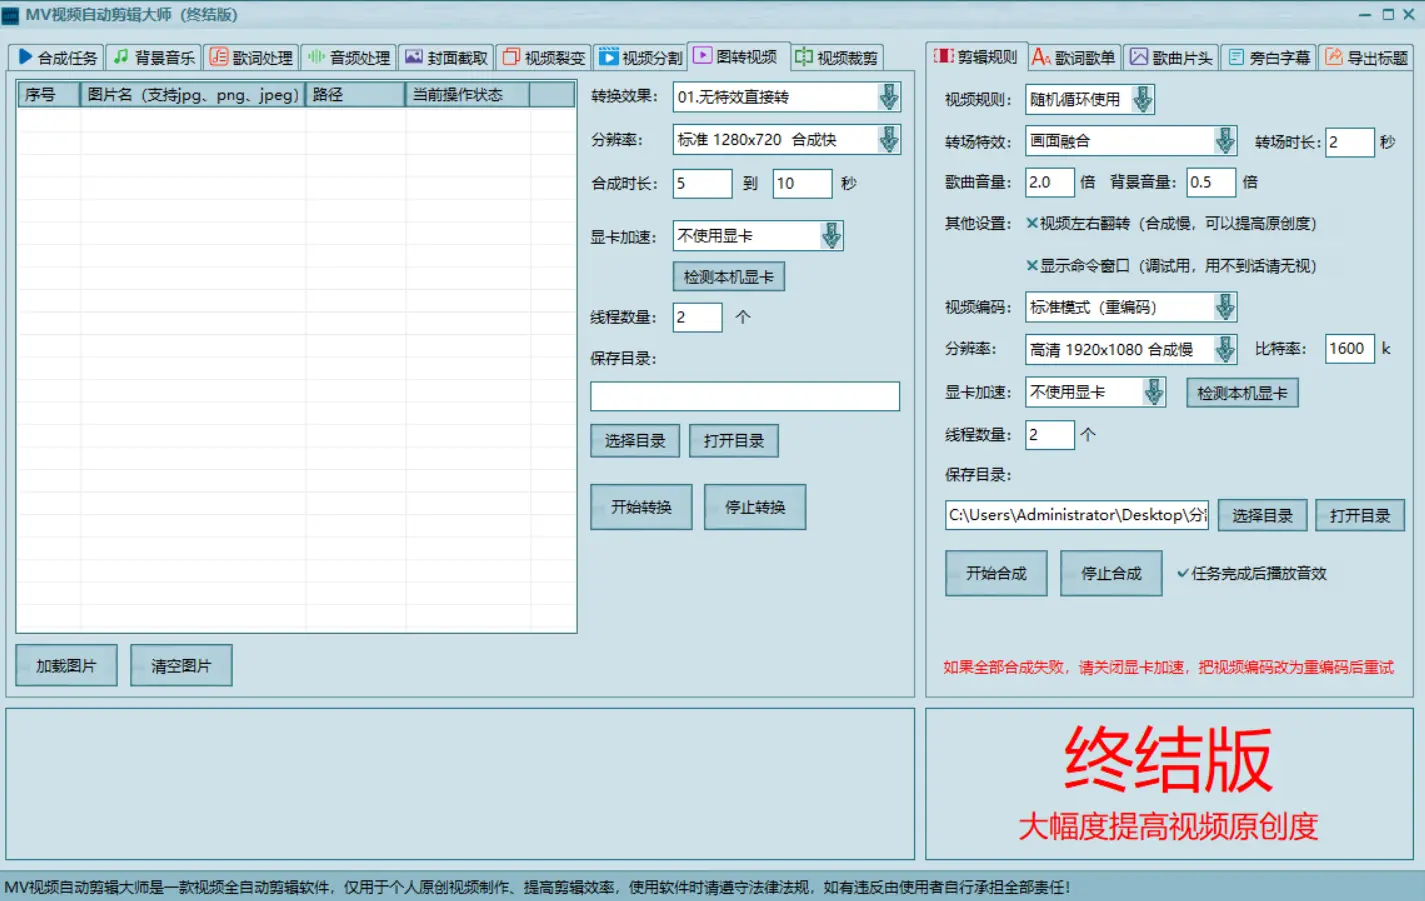 MV视频自动剪辑大师（终结版）
合成任务 背景音乐 歌词处理 音频处理 封面截取 视频裂变 视频分割 图转视频 视频裁剪
序号 图片名（支持jpg、png、jpeg） 路径 当前操作状态
转换效果： 01.无特效直接转
分辨率： 标准 1280x720 合成快
合成时长： 5 到 10 秒
显卡加速： 不使用显卡
检测本机显卡
线程数量： 2 个
保存目录：
选择目录 打开目录
开始转换 停止转换
加载图片 清空图片
剪辑规则 歌词歌单 歌曲片头 旁白字幕 导出标题
视频规则： 随机循环使用
转场特效： 画面融合 转场时长： 2 秒
歌曲音量： 2.0 倍 背景音量： 0.5 倍
其他设置： 视频左右翻转（合成慢，可以提高原创度）
显示命令窗口（调试用，用不到话请无视）
视频编码： 标准模式（重编码）
分辨率： 高清 1920x1080 合成慢 比特率： 1600 k
显卡加速： 不使用显卡 检测本机显卡
线程数量： 2 个
保存目录：
C:\Users\Administrator\Desktop\分 选择目录 打开目录
开始合成 停止合成 任务完成后播放音效
如果全部合成失败，请关闭显卡加速，把视频编码改为重编码后重试
终结版
大幅度提高视频原创度
MV视频自动剪辑大师是一款视频全自动剪辑软件，仅用于个人原创视频制作、提高剪辑效率，使用软件时请遵守法律法规，如有违反由使用者自行承担全部责任！